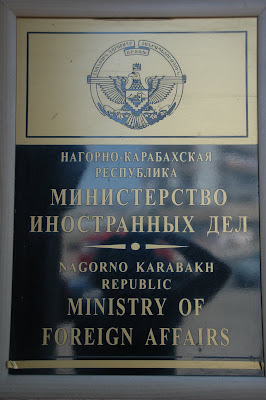 НАГОРНО-КАРАБАХСКАЯ
РЕСПУБЛИКА
МИНИСТЕРСТВО
ИНОСТРАННЫХ ДЕЛ
NAGORNO KARABAKH
REPUBLIC
MINISTRY OF
FOREIGN AFFAIRS